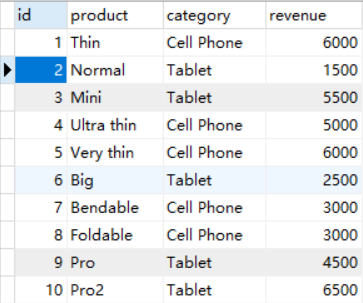 id product category revenue
1 Thin Cell Phone 6000
2 Normal Tablet 1500
3 Mini Tablet 5500
4 Ultra thin Cell Phone 5000
5 Very thin Cell Phone 6000
6 Big Tablet 2500
7 Bendable Cell Phone 3000
8 Foldable Cell Phone 3000
9 Pro Tablet 4500
10 Pro2 Tablet 6500